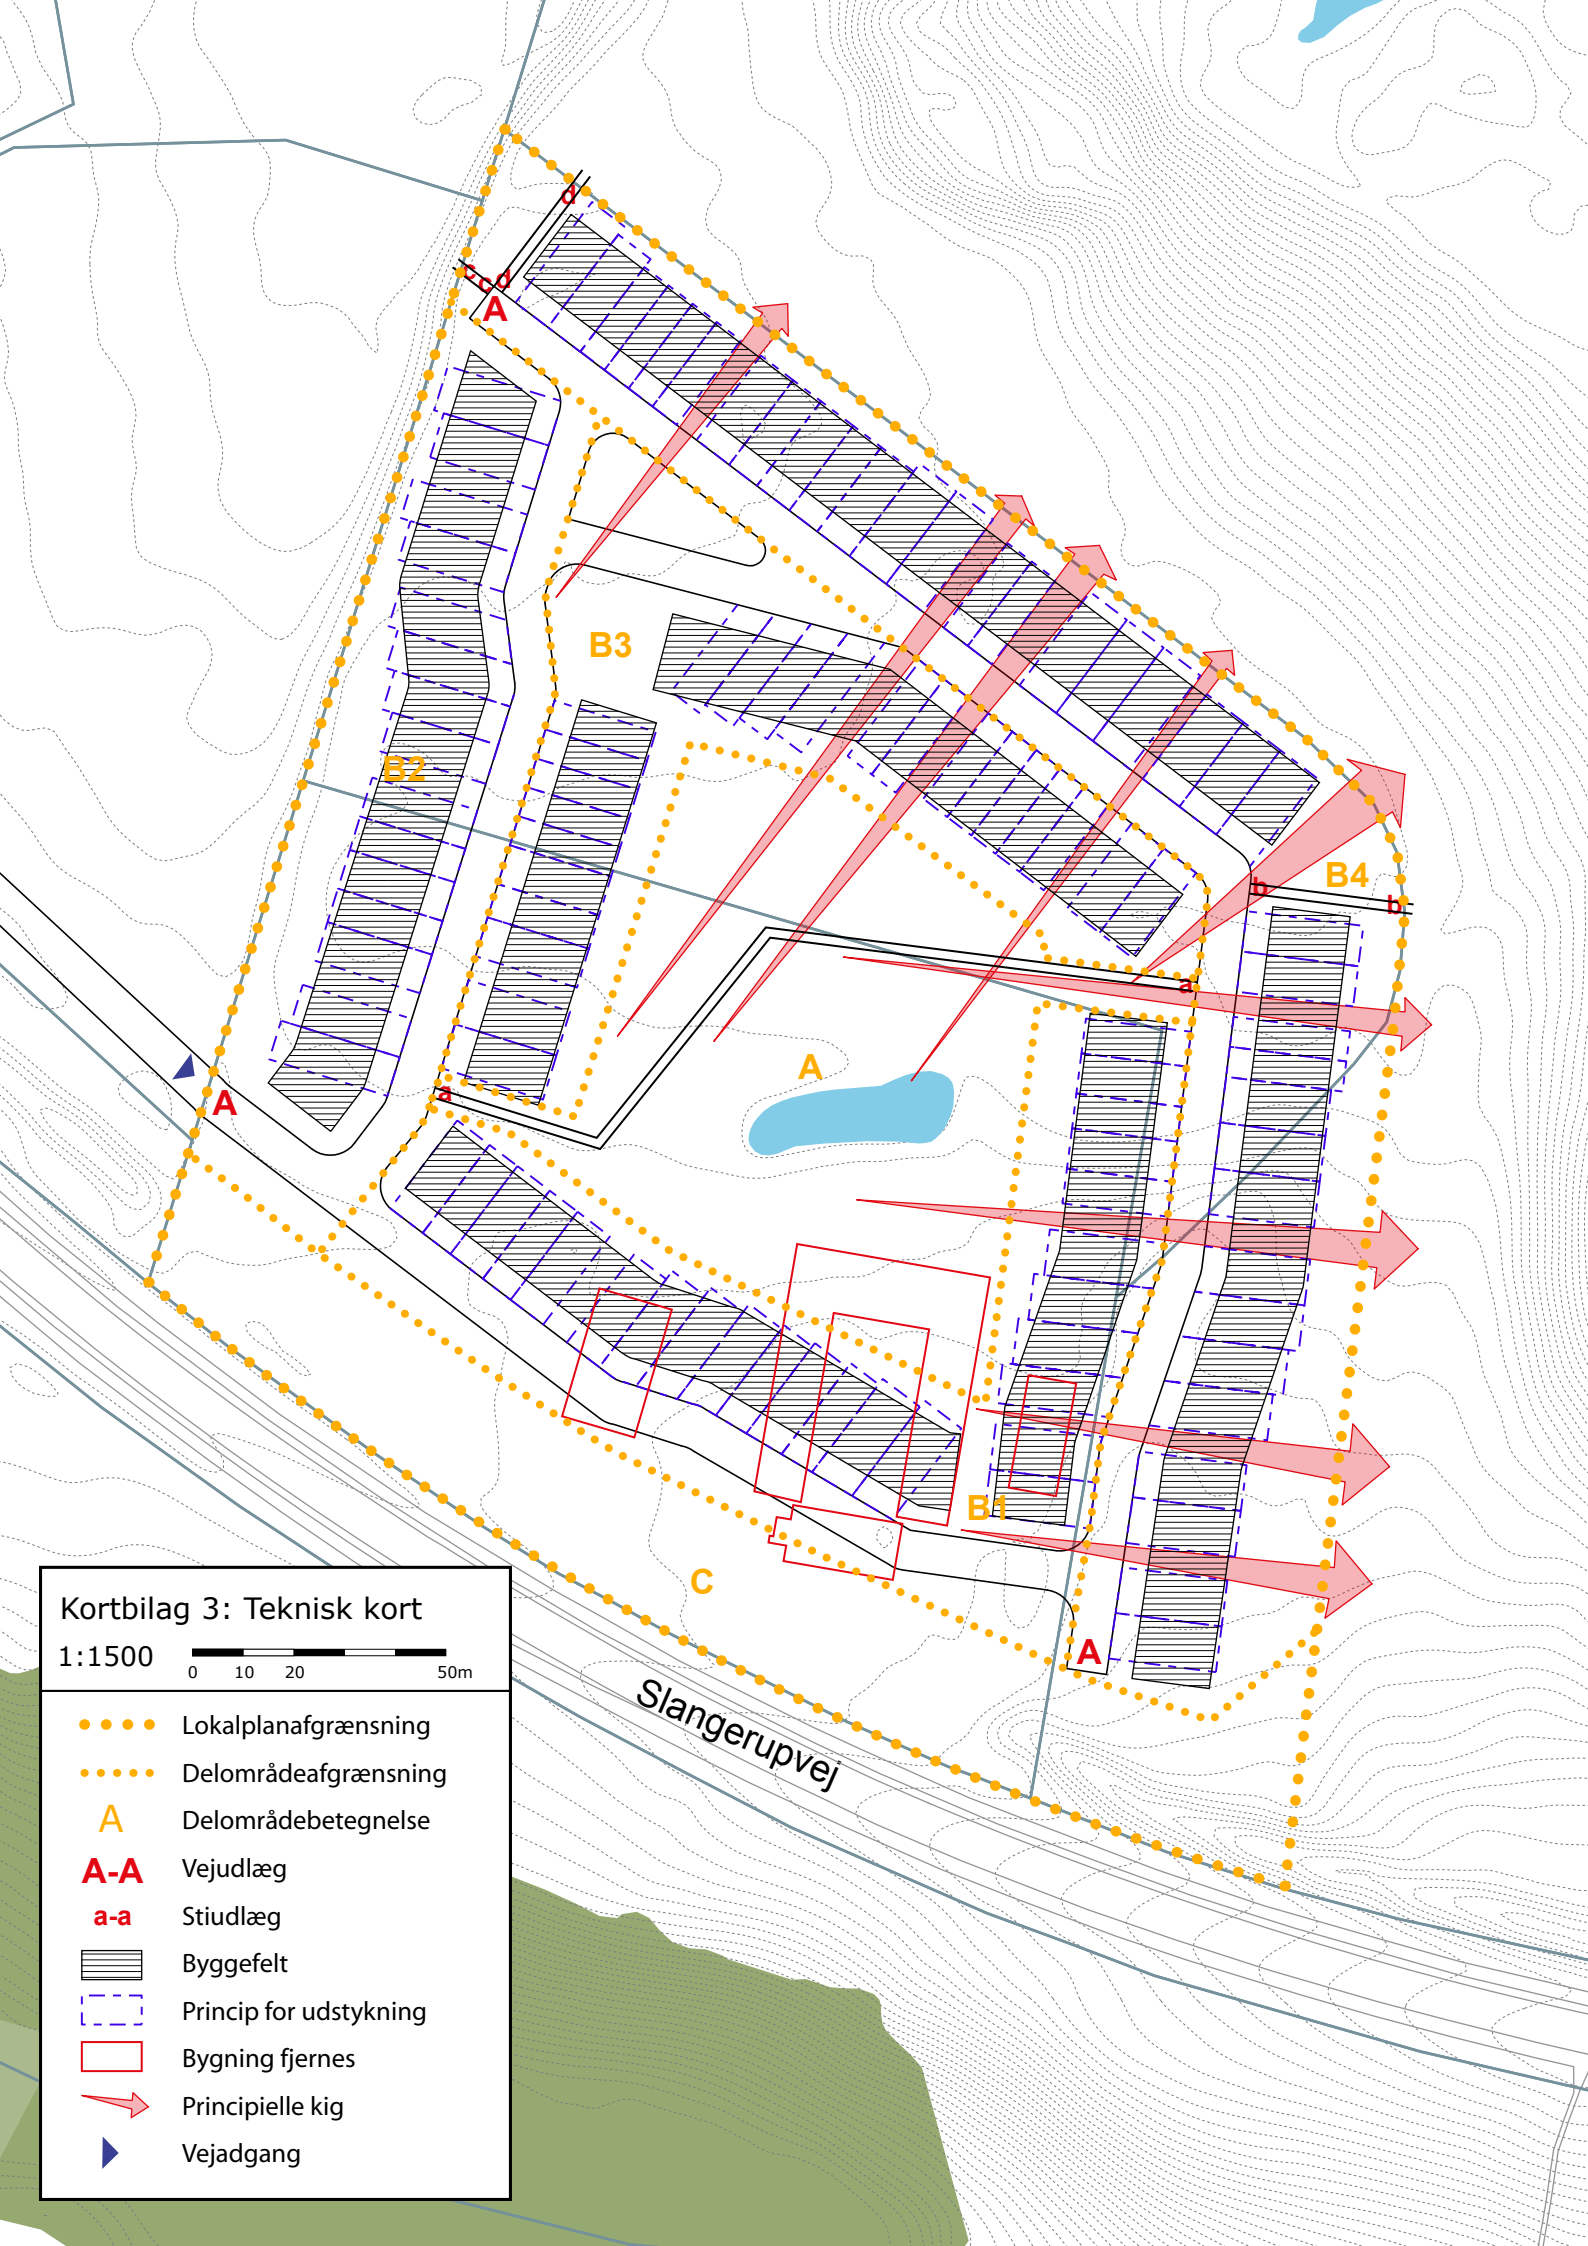 d
c
c d
A
B3
B2
B4
b
b
a
A
a
A
B1
C
A
Slangerupvej
Kortbilag 3: Teknisk kort
1:1500
0 10 20 50m
Lokalplanafgrænsning
Delområdeafgrænsning
A Delområdebetegnelse
A-A Vejudlæg
a-a Stiudlæg
Byggefelt
Princip for udstykning
Bygning fjernes
Principielle kig
Vejadgang